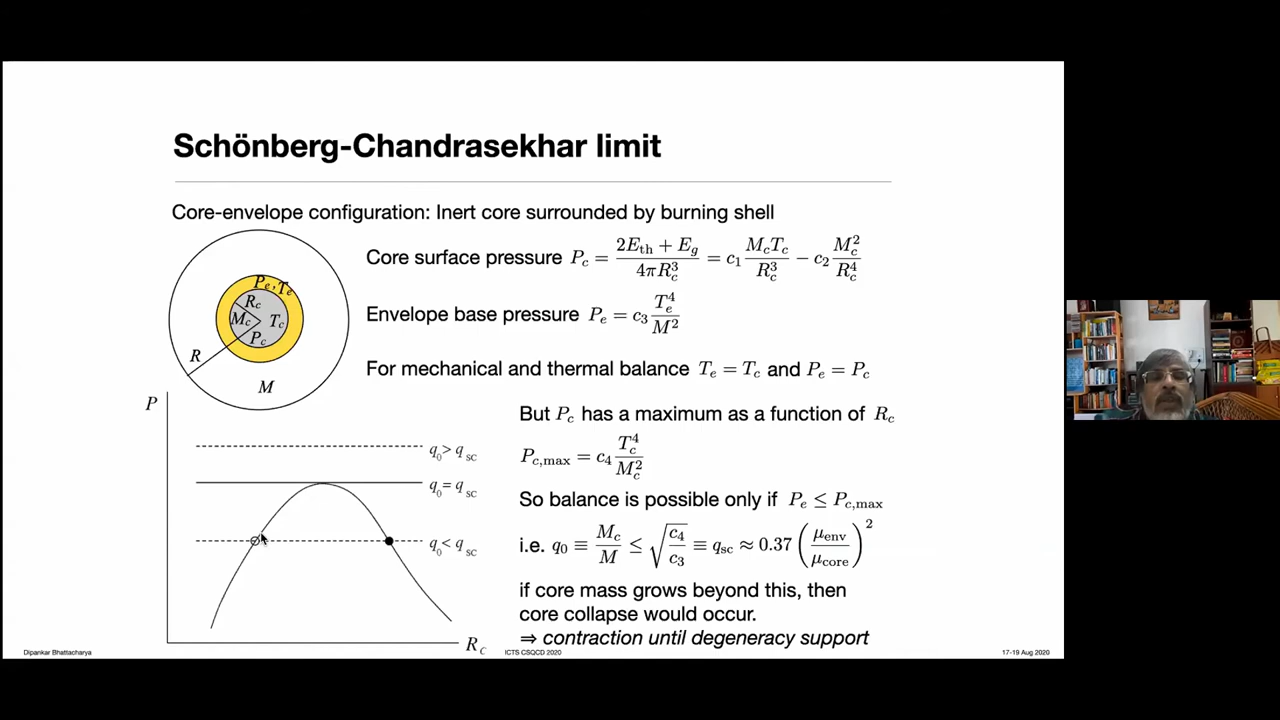 Schönberg-Chandrasekhar limit
Core-envelope configuration: Inert core surrounded by burning shell
P_e, T_e
R_c
M_c
T_c
P_c
R
M
Core surface pressure P_c = (2E_th + E_g)/(4πR_c^3) = c_1 (M_c T_c)/(R_c^3) − c_2 (M_c^2)/(R_c^4)
Envelope base pressure P_e = c_3 (T_e^4)/(M^2)
For mechanical and thermal balance T_e = T_c and P_e = P_c
P
q_0 > q_sc
q_0 = q_sc
q_0 < q_sc
R_C
But P_c has a maximum as a function of R_c
P_c,max = c_4 (T_c^4)/(M_c^2)
So balance is possible only if P_e ≤ P_c,max
i.e. q_0 ≡ M_c/M ≤ √(c_4/c_3) ≡ q_sc ≈ 0.37 (μ_env/μ_core)^2
if core mass grows beyond this, then
core collapse would occur.
⇒ contraction until degeneracy support
Dipankar Bhattacharya
ICTS CSQCD 2020
17-19 Aug 2020